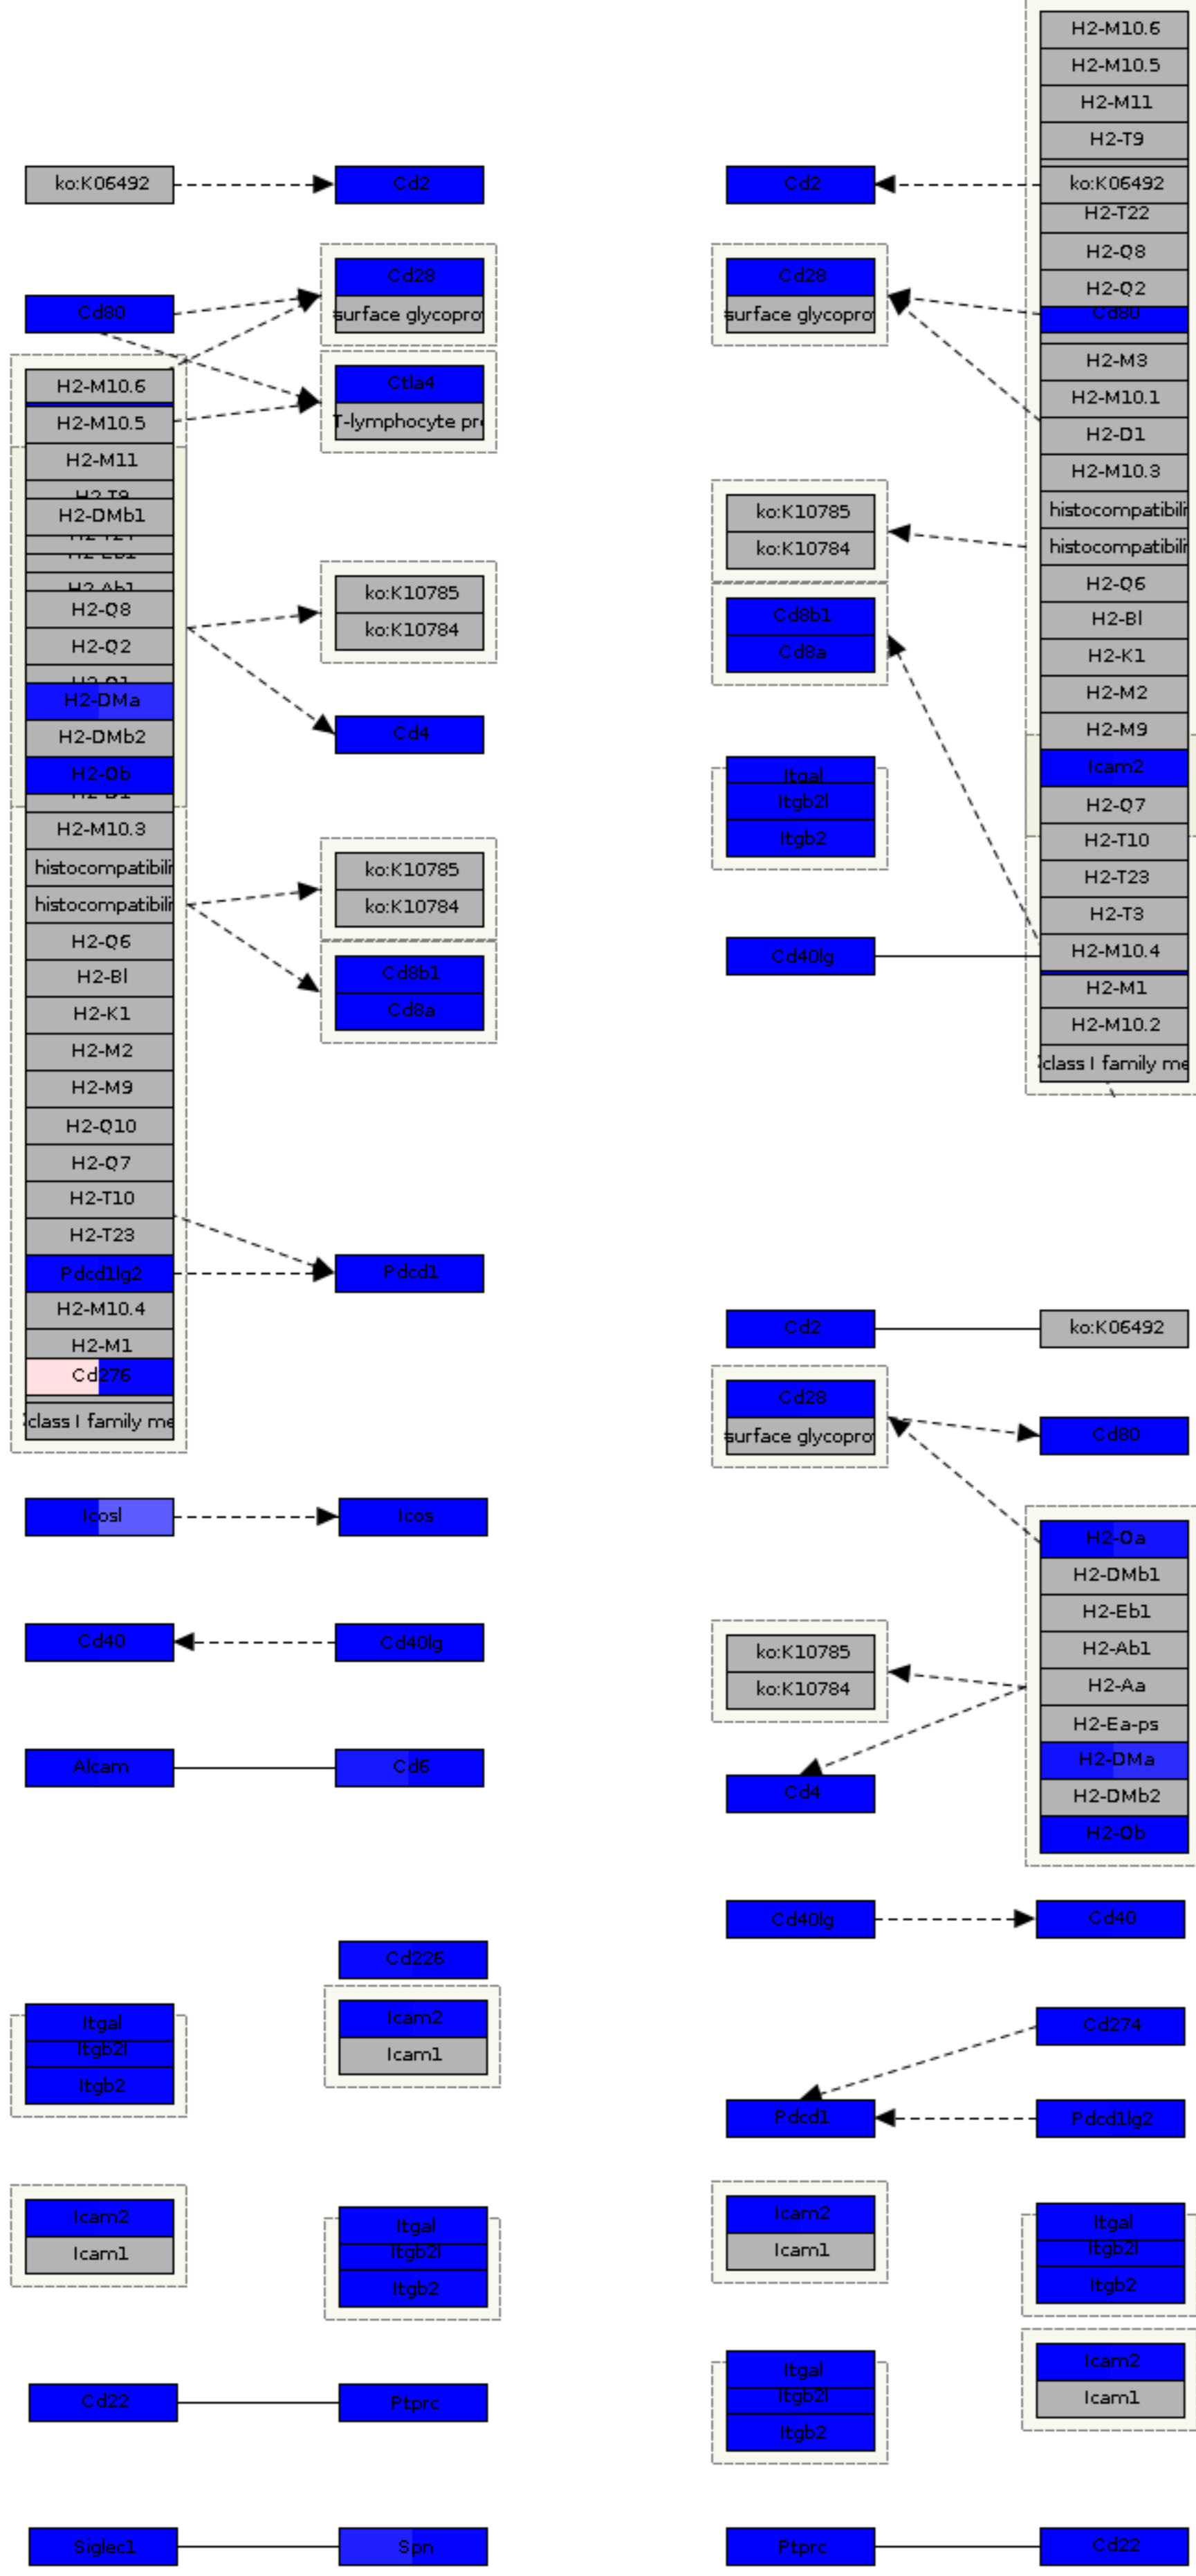 ko:K06492
Cd2
Cd80
Cd28
surface glycopro
Ctla4
T-lymphocyte pr
H2-M10.6
H2-M10.5
H2-M11
H2-T9
H2-DMb1
H2-Eb1
H2-Ab1
H2-Q8
H2-Q2
H2-Q1
H2-DMa
H2-DMb2
H2-Ob
H2-D1
H2-M10.3
histocompatibili
histocompatibili
H2-Q6
H2-Bl
H2-K1
H2-M2
H2-M9
H2-Q10
H2-Q7
H2-T10
H2-T23
Pdcd1lg2
H2-M10.4
H2-M1
Cd276
class I family me
ko:K10785
ko:K10784
Cd4
ko:K10785
ko:K10784
Cd8b1
Cd8a
Pdcd1
Icosl
Icos
Cd40
Cd40lg
Alcam
Cd6
Cd226
Itgal
Itgb2l
Itgb2
Icam2
Icam1
Icam2
Icam1
Itgal
Itgb2l
Itgb2
Cd22
Ptprc
Siglec1
Spn
H2-M10.6
H2-M10.5
H2-M11
H2-T9
Cd2
ko:K06492
H2-T22
H2-Q8
H2-Q2
Cd80
H2-M3
H2-M10.1
H2-D1
H2-M10.3
histocompatibili
histocompatibili
H2-Q6
H2-Bl
H2-K1
H2-M2
H2-M9
Icam2
H2-Q7
H2-T10
H2-T23
H2-T3
H2-M10.4
H2-M1
H2-M10.2
class I family me
Cd28
surface glycopro
ko:K10785
ko:K10784
Cd8b1
Cd8a
Itgal
Itgb2l
Itgb2
Cd40lg
Cd2
ko:K06492
Cd28
surface glycopro
Cd80
H2-Oa
H2-DMb1
H2-Eb1
H2-Ab1
H2-Aa
H2-Ea-ps
H2-DMa
H2-DMb2
H2-Ob
ko:K10785
ko:K10784
Cd4
Cd40lg
Cd40
Cd274
Pdcd1
Pdcd1lg2
Icam2
Icam1
Itgal
Itgb2l
Itgb2
Itgal
Itgb2l
Itgb2
Icam2
Icam1
Ptprc
Cd22